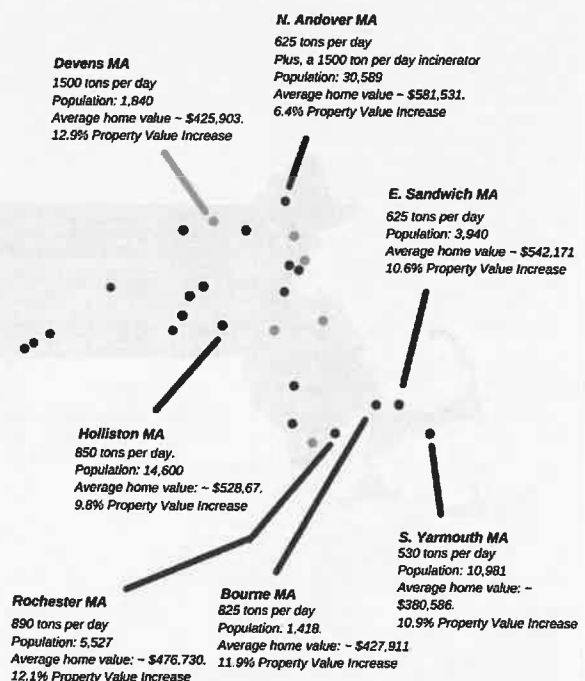 N. Andover MA
625 tons per day
Plus, a 1500 ton per day incinerator
Population: 30,589
Average home value ~ $581,531.
6.4% Property Value Increase
Devens MA
1500 tons per day
Population: 1,840
Average home value ~ $425,903.
12.9% Property Value Increase
E. Sandwich MA
625 tons per day
Population: 3,940
Average home value ~ $542,171
10.6% Property Value Increase
Holliston MA
850 tons per day.
Population: 14,600
Average home value: ~ $528,67.
9.8% Property Value Increase
S. Yarmouth MA
530 tons per day
Population: 10,981
Average home value: ~
$380,586.
10.9% Property Value Increase
Rochester MA
890 tons per day
Population: 5,527
Average home value: ~ $476.730.
12.1% Property Value Increase
Bourne MA
825 tons per day
Population. 1,418.
Average home value: ~ $427,911
11.9% Property Value Increase